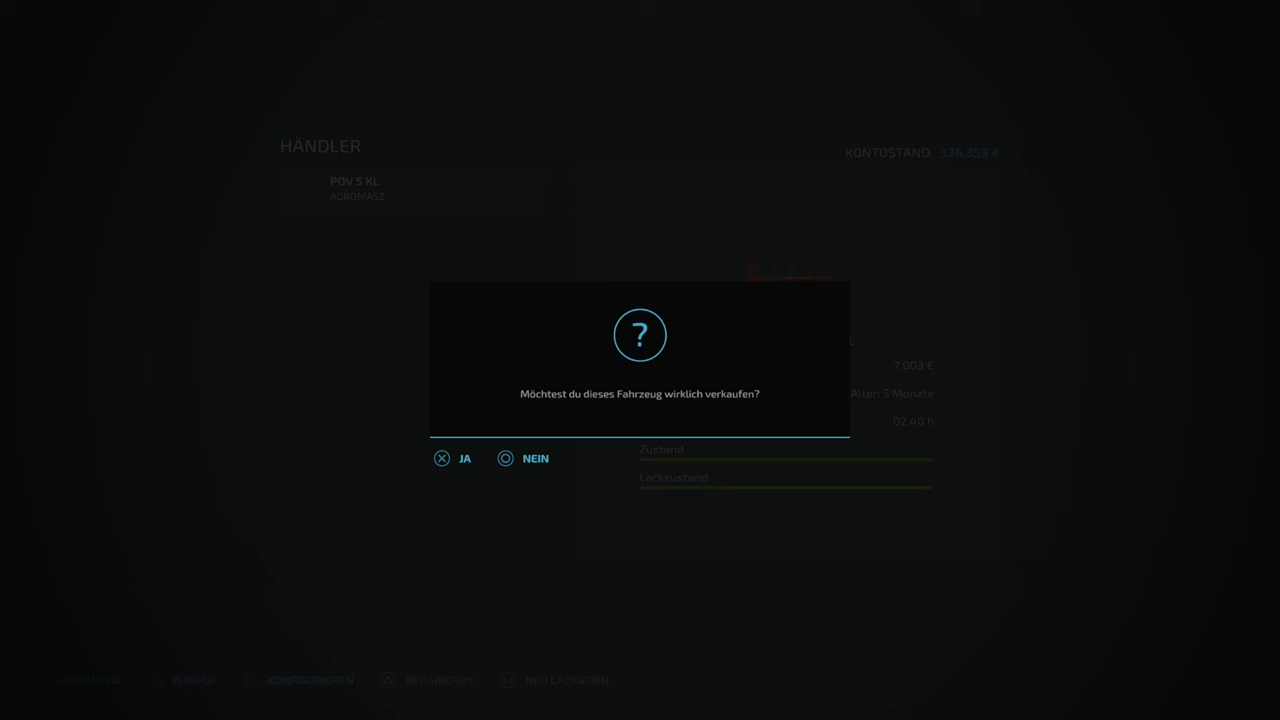 HÄNDLER
KONTOSTAND: 336.359 €
POV 5 XL
AGROMASZ
?
7.003 €
Möchtest du dieses Fahrzeug wirklich verkaufen?
Alter: 5 Monate
02.40 h
Zustand
JA NEIN
Lackzustand
ZURÜCK KONFIGURIEREN REPARIEREN NEU LACKIEREN